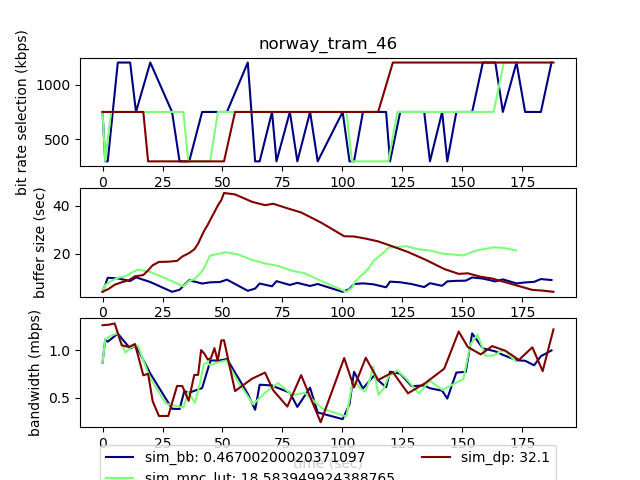 norway_tram_46
bit rate selection (kbps)
1000
500
0 25 50 75 100 125 150 175
buffer size (sec)
40
20
0 25 50 75 100 125 150 175
bandwidth (mbps)
1.0
0.5
0 25 50 75 100 125 150 175
time (sec)
sim_bb: 0.46700200020371097 sim_dp: 32.1
sim_mpc_lut: 18.583949924388765